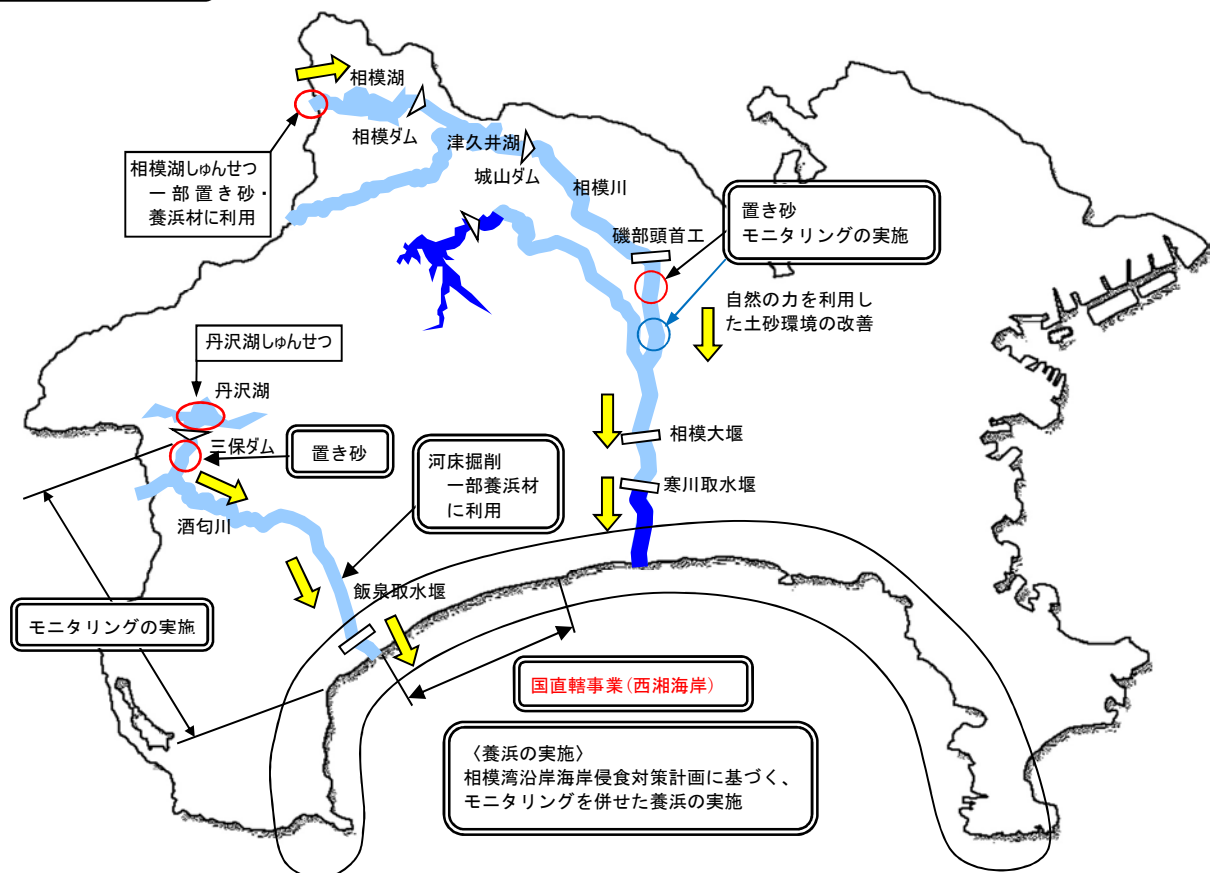 相模湖
相模ダム
津久井湖
城山ダム
相模川
相模湖しゅんせつ
一部置き砂・
養浜材に利用
置き砂
モニタリングの実施
磯部頭首工
自然の力を利用し
た土砂環境の改善
丹沢湖しゅんせつ
丹沢湖
三保ダム
置き砂
河床掘削
一部養浜材
に利用
相模大堰
寒川取水堰
酒匂川
飯泉取水堰
モニタリングの実施
国直轄事業(西湘海岸)
〈養浜の実施〉
相模湾沿岸海岸侵食対策計画に基づく、
モニタリングを併せた養浜の実施